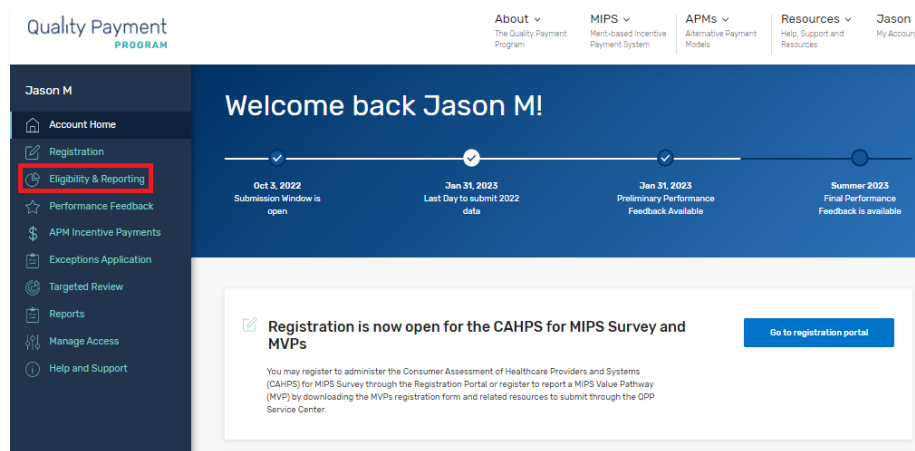 Quality Payment
PROGRAM
About
The Quality Payment
Program
MIPS
Merit-based Incentive
Payment System
APMs
Alternative Payment
Models
Resources
Help, Support and
Resources
Jason
My Accoun
Jason M
Account Home
Registration
Eligibility & Reporting
Performance Feedback
APM Incentive Payments
Exceptions Application
Targeted Review
Reports
Manage Access
Help and Support
Welcome back Jason M!
Oct 3, 2022
Submission Window is
open
Jan 31, 2023
Last Day to submit 2022
data
Jan 31, 2023
Preliminary Performance
Feedback Available
Summer 2023
Final Performance
Feedback is available
Registration is now open for the CAHPS for MIPS Survey and
MVPs
Go to registration portal
You may register to administer the Consumer Assessment of Healthcare Providers and Systems
(CAHPS) for MIPS Survey through the Registration Portal or register to report a MIPS Value Pathway
(MVP) by downloading the MVPs registration form and related resources to submit through the QPP
Service Center.